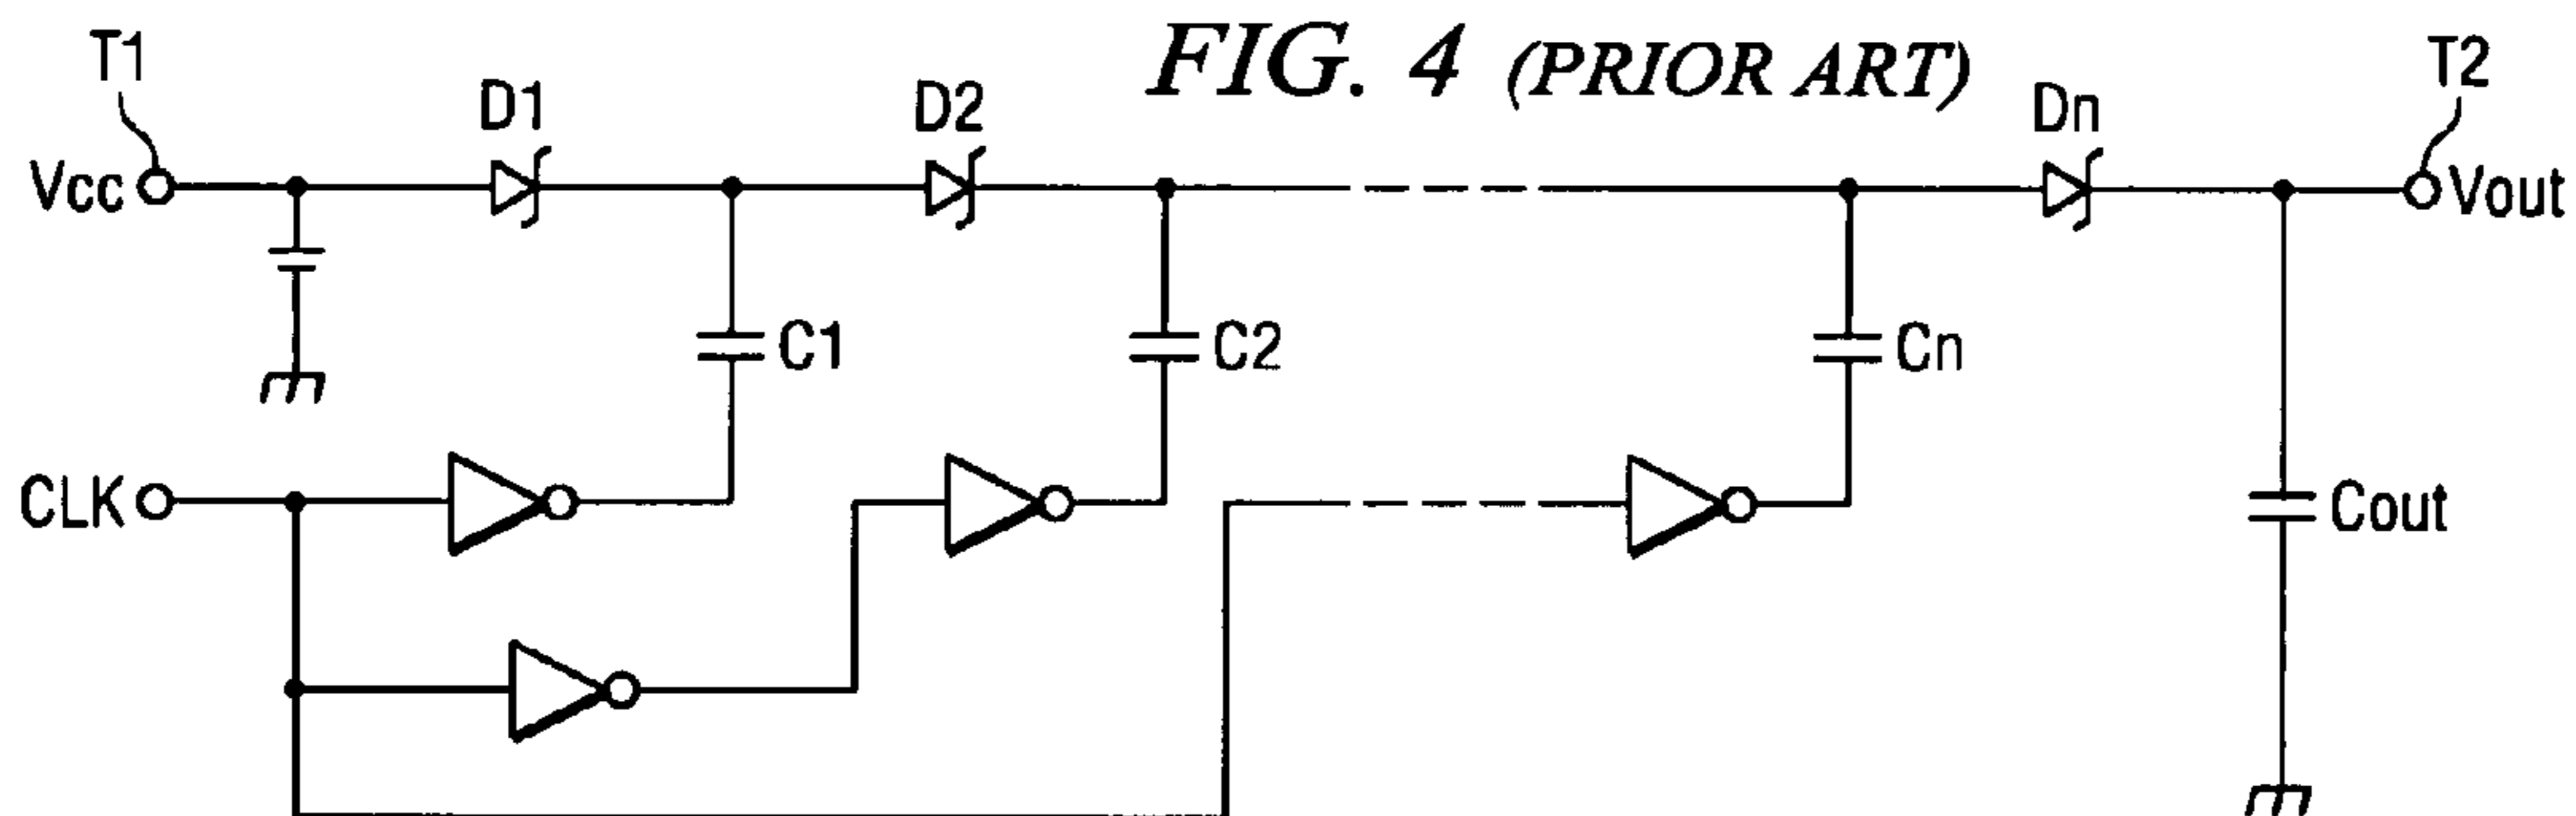 FIG. 4 (PRIOR ART)
T1
T2
D1
D2
Dn
Vcc
Vout
C1
C2
Cn
CLK
Cout